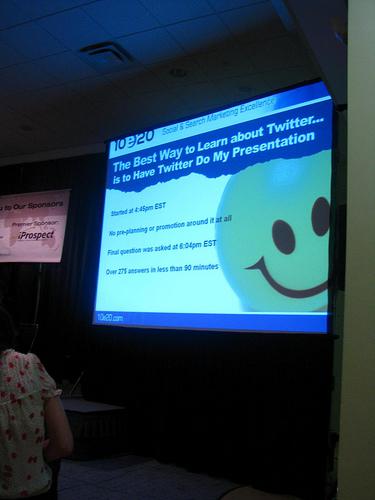 10e20 Social & Search Marketing Excellence
The Best Way to Learn about Twitter...
is to Have Twitter Do My Presentation
Started at 4:45pm EST
No pre-planning or promotion around it at all
Final question was asked at 6:04pm EST
Over 275 answers in less than 90 minutes
10e20.com
to Our Sponsors
Premier Sponsor:
iProspect